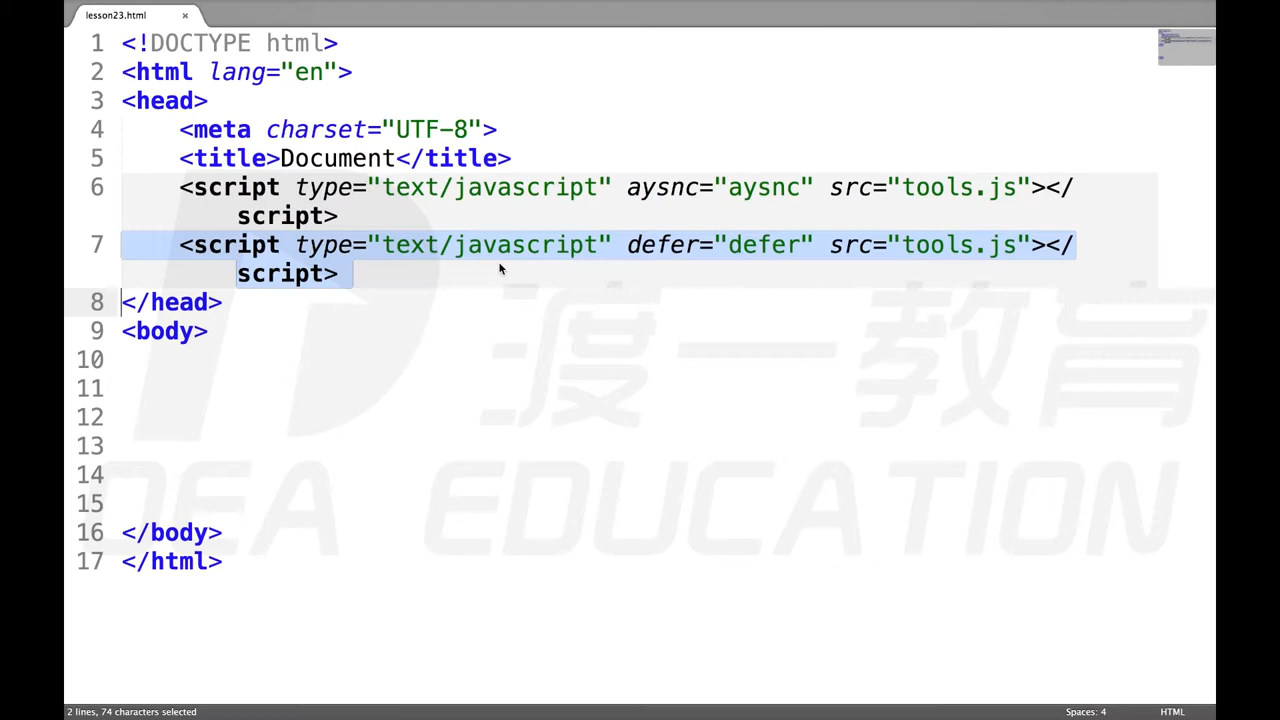 lesson23.html
1 <!DOCTYPE html>
2 <html lang="en">
3 <head>
4 <meta charset="UTF-8">
5 <title>Document</title>
6 <script type="text/javascript" aysnc="aysnc" src="tools.js"></
script>
7 <script type="text/javascript" defer="defer" src="tools.js"></
script>
8 </head>
9 <body>
10
11
12
13
14
15
16 </body>
17 </html>
渡一教育
DEA EDUCATION
2 lines, 74 characters selected
Spaces: 4
HTML